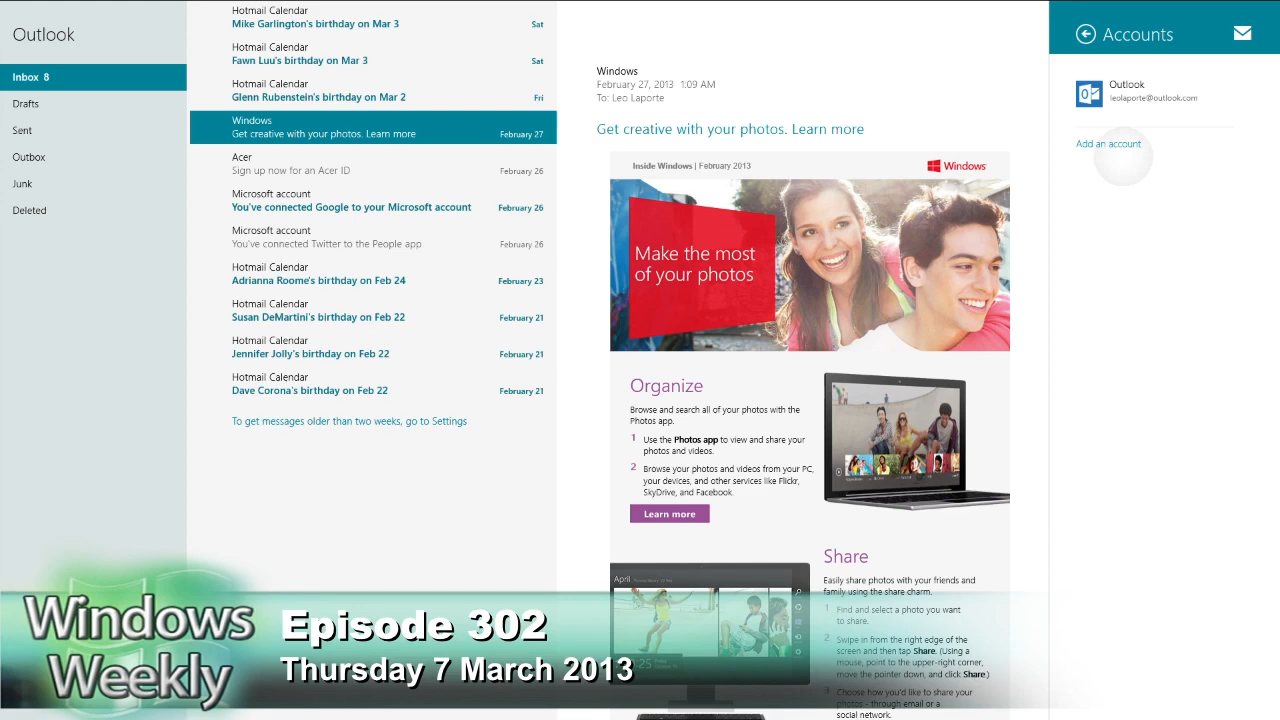 Outlook
Inbox 8
Drafts
Sent
Outbox
Junk
Deleted
Hotmail Calendar
Mike Garlington's birthday on Mar 3 Sat
Hotmail Calendar
Fawn Luu's birthday on Mar 3 Sat
Hotmail Calendar
Glenn Rubenstein's birthday on Mar 2 Fri
Windows
Get creative with your photos. Learn more February 27
Acer
Sign up now for an Acer ID February 26
Microsoft account
You've connected Google to your Microsoft account February 26
Microsoft account
You've connected Twitter to the People app February 26
Hotmail Calendar
Adrianna Roome's birthday on Feb 24 February 23
Hotmail Calendar
Susan DeMartini's birthday on Feb 22 February 21
Hotmail Calendar
Jennifer Jolly's birthday on Feb 22 February 21
Hotmail Calendar
Dave Corona's birthday on Feb 22 February 21
To get messages older than two weeks, go to Settings
Windows
February 27, 2013 1:09 AM
To: Leo Laporte
Get creative with your photos. Learn more
Inside Windows | February 2013 Windows
Make the most
of your photos
Organize
Browse and search all of your photos with the
Photos app.
1 Use the Photos app to view and share your
photos and videos.
2 Browse your photos and videos from your PC,
your devices, and other services like Flickr,
SkyDrive, and Facebook.
Learn more
April
25
Share
Easily share photos with your friends and
family using the share charm.
1 Find and select a photo you want
to share.
2 Swipe in from the right edge of the
screen and then tap Share. (Using a
mouse, point to the upper-right corner,
move the pointer down, and click Share.)
3 Choose how you'd like to share your
photos - through email or a
social network.
Accounts
Outlook
leolaporte@outlook.com
Add an account
Windows
Weekly
Episode 302
Thursday 7 March 2013